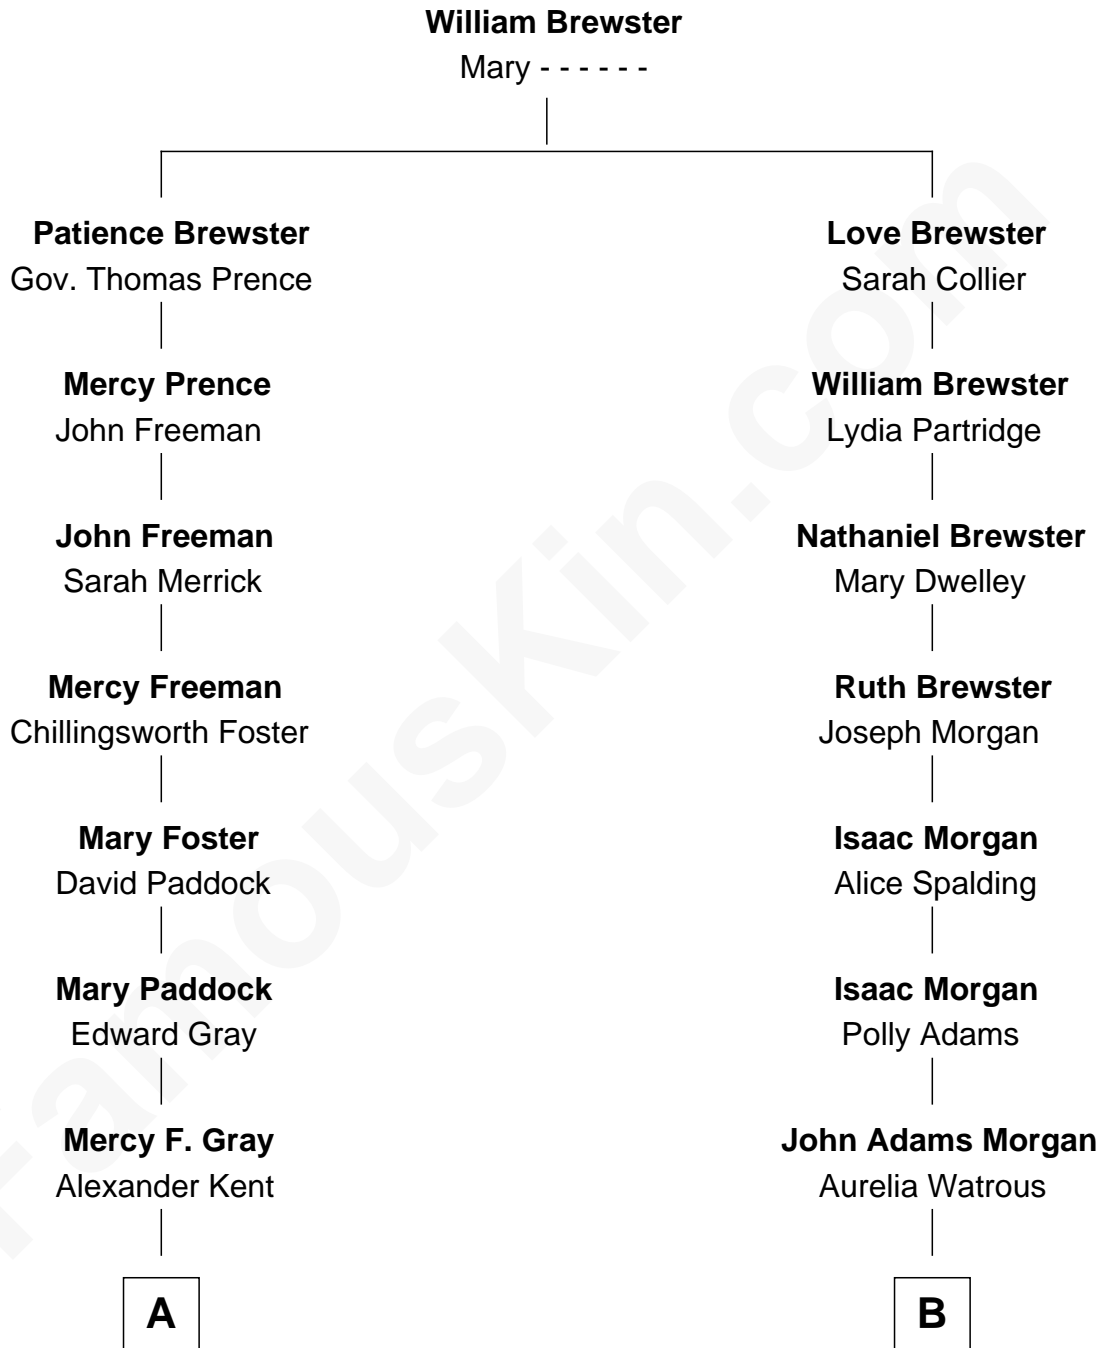 William Brewster
Mary - - - - - -
Patience Brewster
Gov. Thomas Prence
Love Brewster
Sarah Collier
Mercy Prence
John Freeman
William Brewster
Lydia Partridge
John Freeman
Sarah Merrick
Nathaniel Brewster
Mary Dwelley
Mercy Freeman
Chillingsworth Foster
Ruth Brewster
Joseph Morgan
Mary Foster
David Paddock
Isaac Morgan
Alice Spalding
Mary Paddock
Edward Gray
Isaac Morgan
Polly Adams
Mercy F. Gray
Alexander Kent
John Adams Morgan
Aurelia Watrous
A
B
FamousKin.com